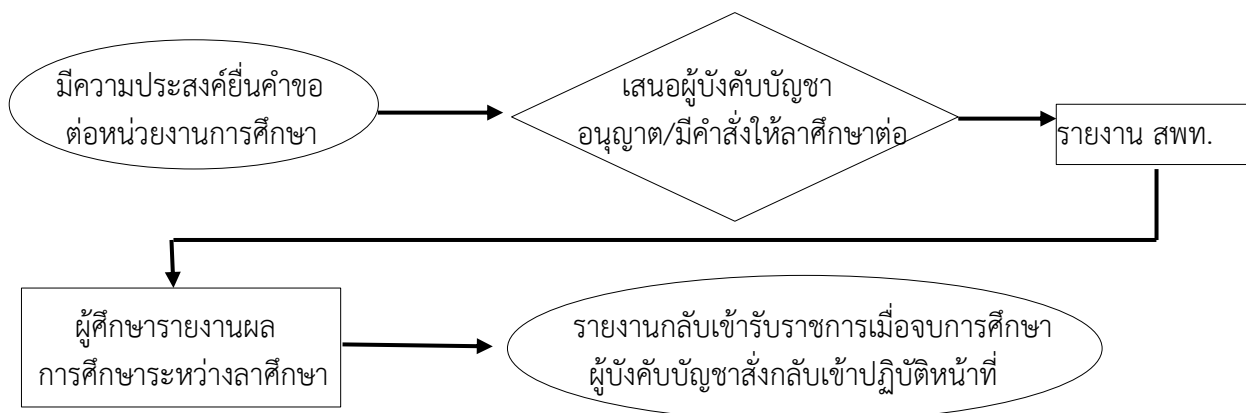 มีความประสงค์ยื่นคำขอ
ต่อหน่วยงานการศึกษา
เสนอผู้บังคับบัญชา
อนุญาต/มีคำสั่งให้ลาศึกษาต่อ
รายงาน สพท.
ผู้ศึกษารายงานผล
การศึกษาระหว่างลาศึกษา
รายงานกลับเข้ารับราชการเมื่อจบการศึกษา
ผู้บังคับบัญชาสั่งกลับเข้าปฏิบัติหน้าที่